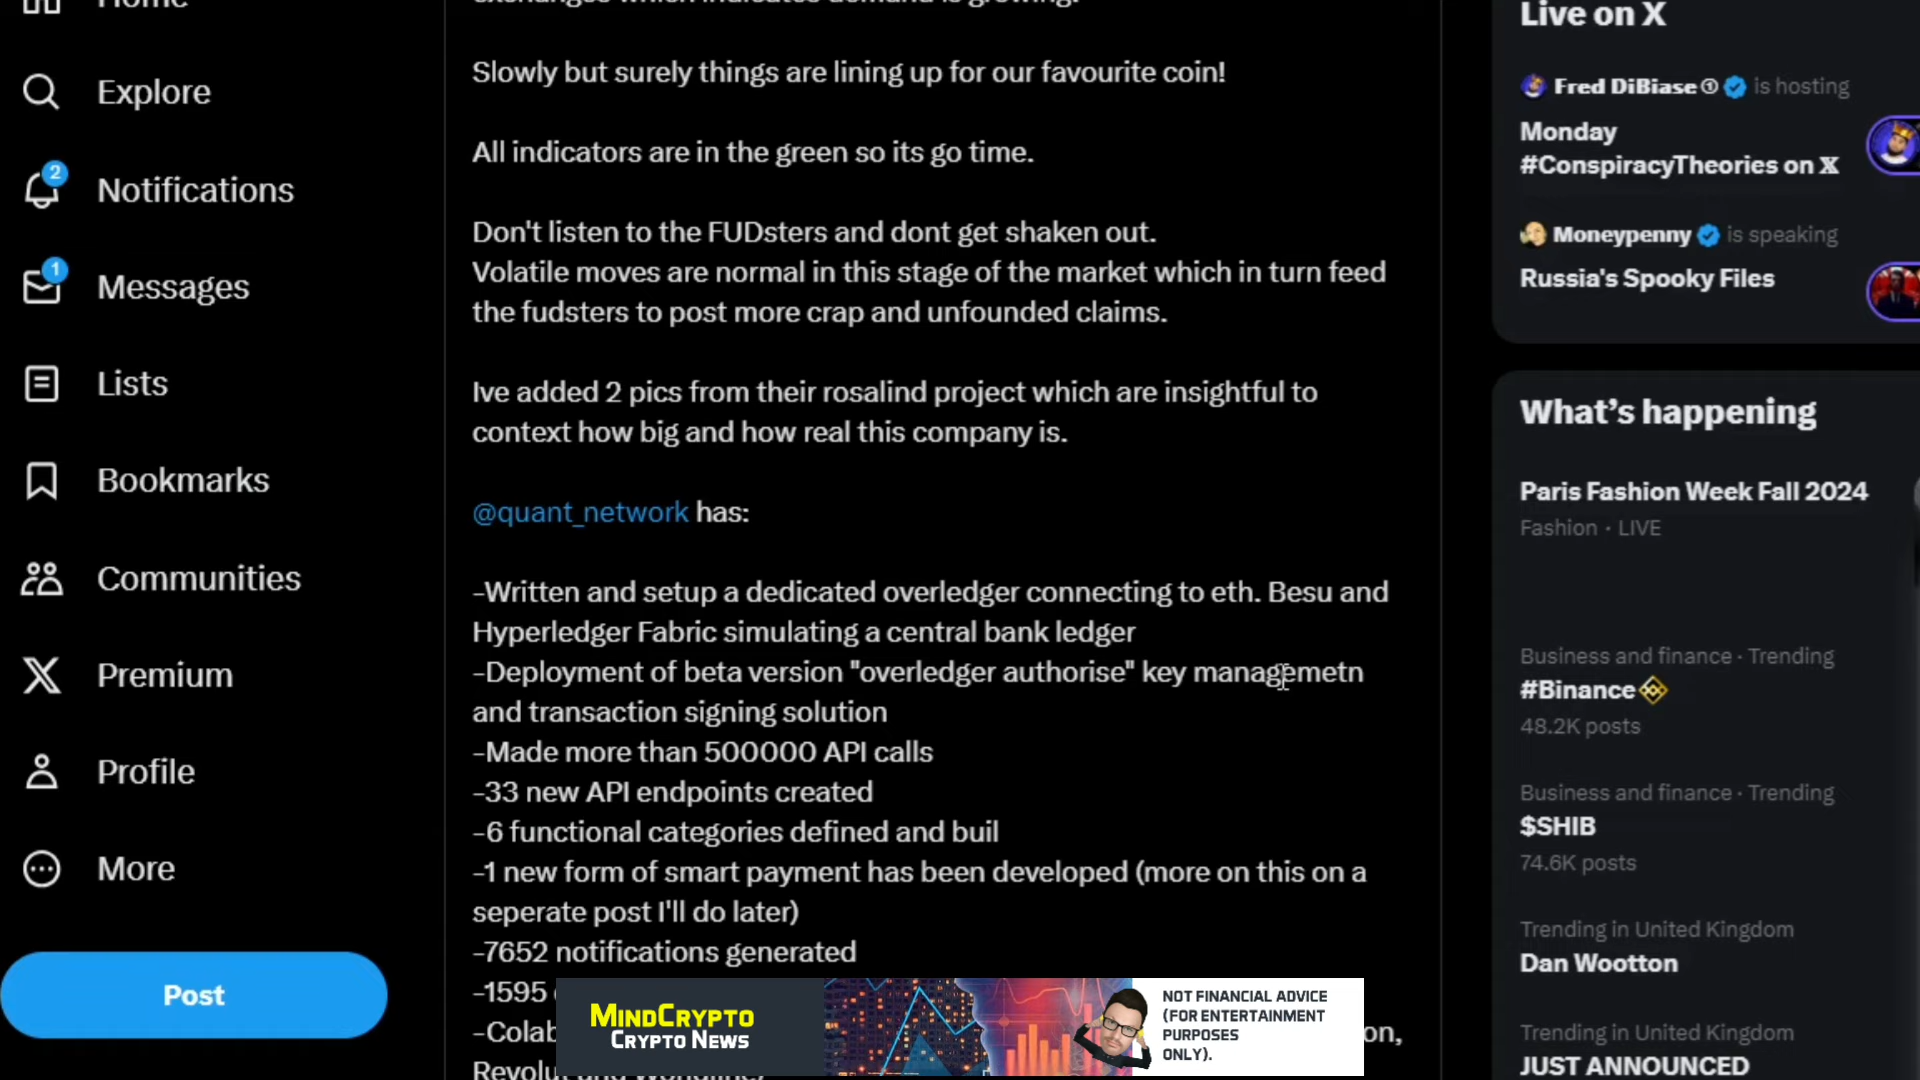 Home
Explore
2
Notifications
1
Messages
Lists
Bookmarks
Communities
Premium
Profile
More
Post
exchanges which indicates demand is growing.
Slowly but surely things are lining up for our favourite coin!
All indicators are in the green so its go time.
Don't listen to the FUDsters and dont get shaken out.
Volatile moves are normal in this stage of the market which in turn feed
the fudsters to post more crap and unfounded claims.
Ive added 2 pics from their rosalind project which are insightful to
context how big and how real this company is.
@quant_network has:
-Written and setup a dedicated overledger connecting to eth. Besu and
Hyperledger Fabric simulating a central bank ledger
-Deployment of beta version "overledger authorise" key managemetn
and transaction signing solution
-Made more than 500000 API calls
-33 new API endpoints created
-6 functional categories defined and buil
-1 new form of smart payment has been developed (more on this on a
seperate post I'll do later)
-7652 notifications generated
-1595
-Colab on,
MINDCRYPTO
CRYPTO NEWS
NOT FINANCIAL ADVICE
(FOR ENTERTAINMENT
PURPOSES
ONLY).
Live on X
Fred DiBiase is hosting
Monday
#ConspiracyTheories on X
Moneypenny is speaking
Russia's Spooky Files
What's happening
Paris Fashion Week Fall 2024
Fashion · LIVE
Business and finance · Trending
#Binance
48.2K posts
Business and finance · Trending
$SHIB
74.6K posts
Trending in United Kingdom
Dan Wootton
Trending in United Kingdom
JUST ANNOUNCED